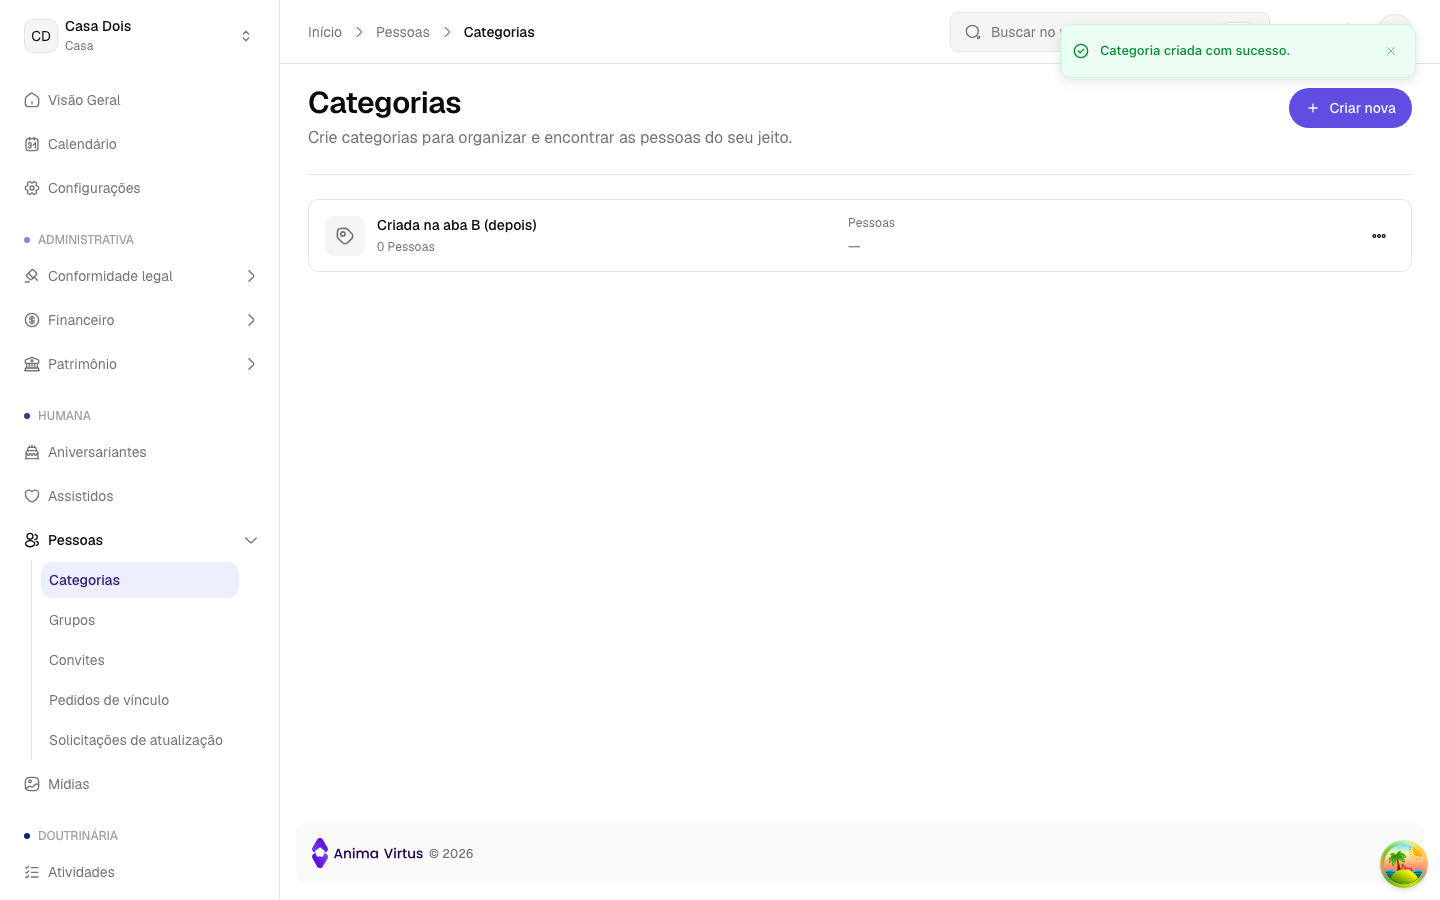 CD
Casa Dois
Casa
Visão Geral
Calendário
Configurações
ADMINISTRATIVA
Conformidade legal
Financeiro
Patrimônio
HUMANA
Aniversariantes
Assistidos
Pessoas
Categorias
Grupos
Convites
Pedidos de vínculo
Solicitações de atualização
Mídias
DOUTRINÁRIA
Atividades
Início
Pessoas
Categorias
Buscar no
Categoria criada com sucesso.
Categorias
Crie categorias para organizar e encontrar as pessoas do seu jeito.
Criar nova
Criada na aba B (depois)
0 Pessoas
Pessoas
—
Anima Virtus © 2026